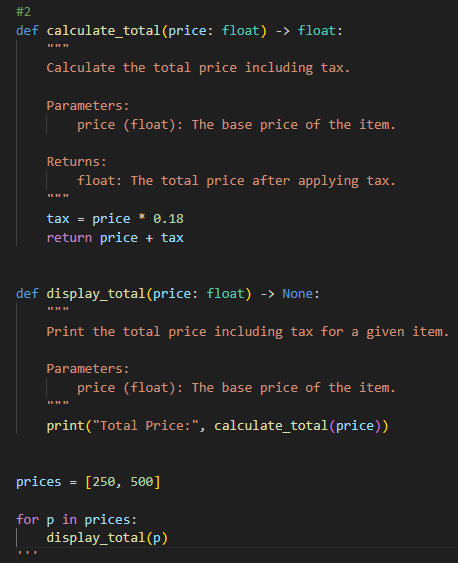 #2
def calculate_total(price: float) -> float:
    """
    Calculate the total price including tax.

    Parameters:
        price (float): The base price of the item.

    Returns:
        float: The total price after applying tax.
    """
    tax = price * 0.18
    return price + tax


def display_total(price: float) -> None:
    """
    Print the total price including tax for a given item.

    Parameters:
        price (float): The base price of the item.
    """
    print("Total Price:", calculate_total(price))


prices = [250, 500]

for p in prices:
    display_total(p)
'''